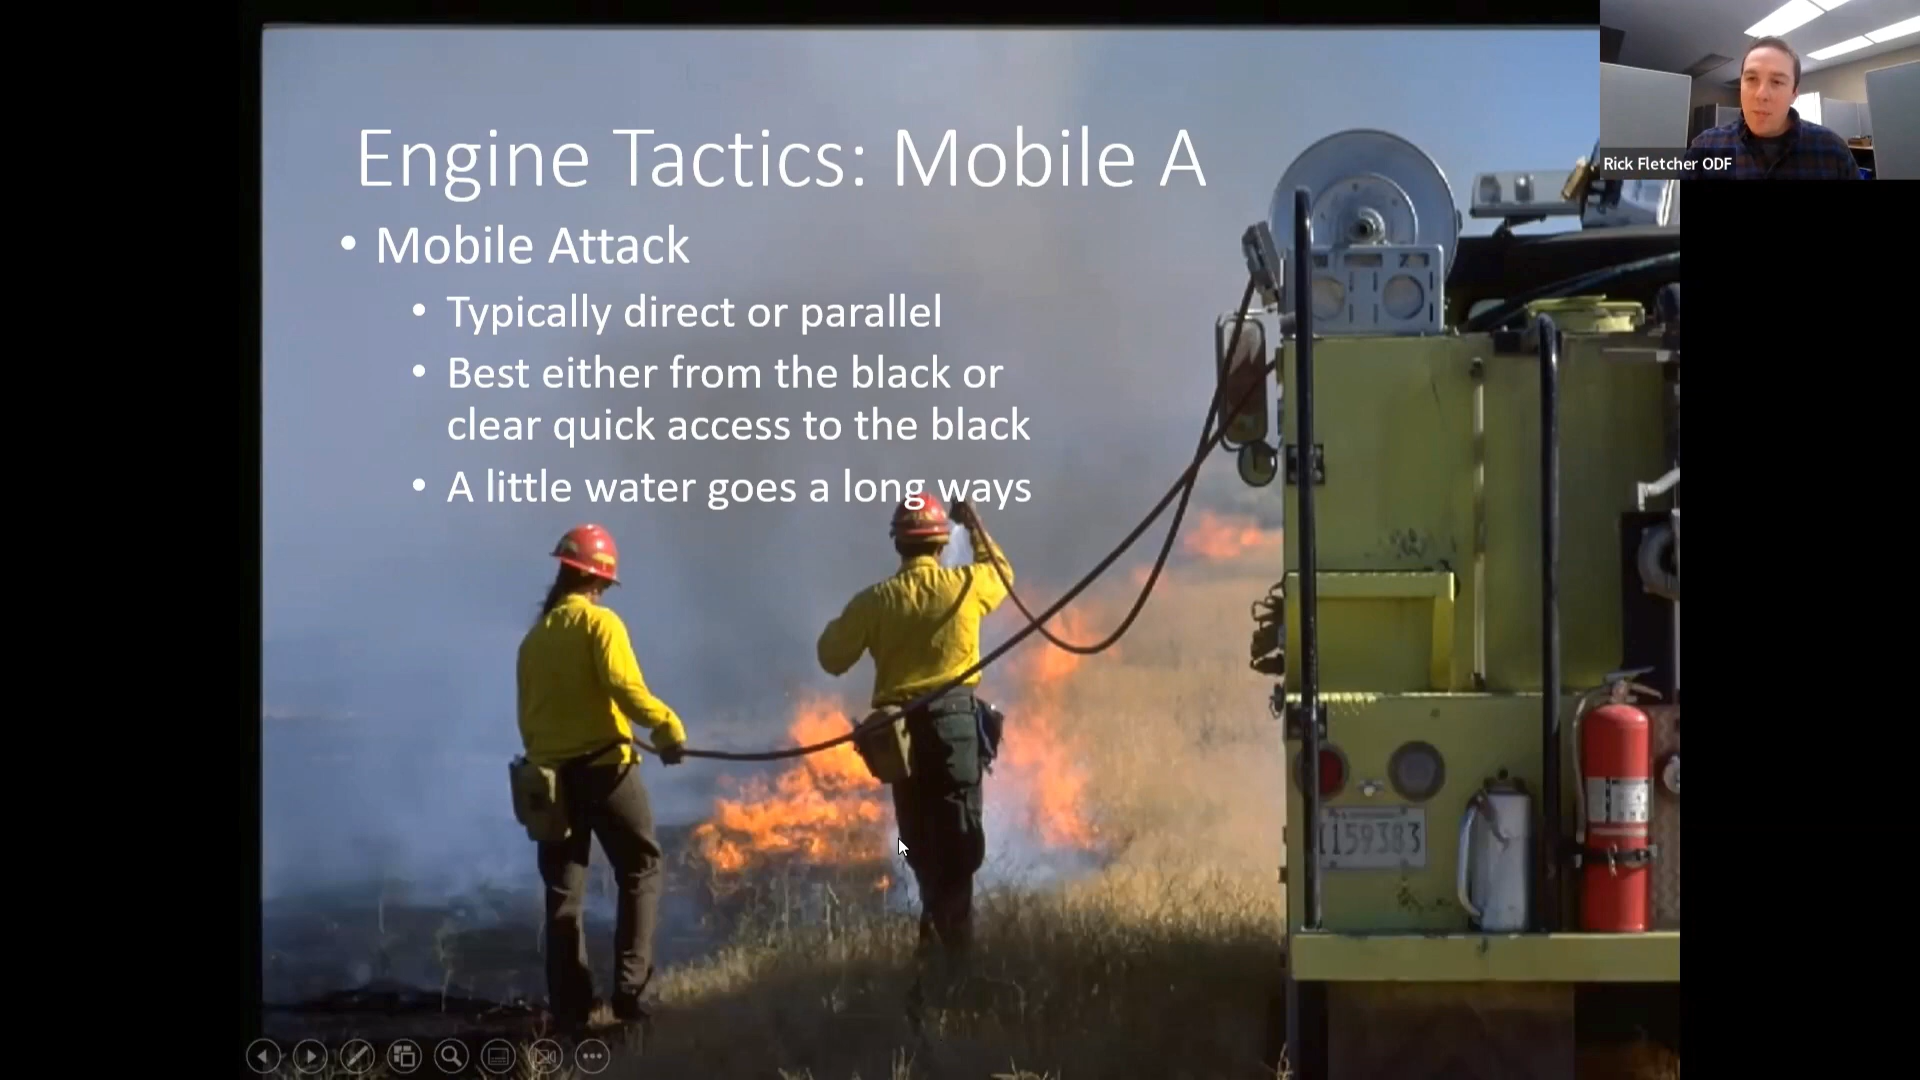 Engine Tactics: Mobile A
• Mobile Attack
• Typically direct or parallel
• Best either from the black or
clear quick access to the black
• A little water goes a long ways
Rick Fletcher ODF
1159383